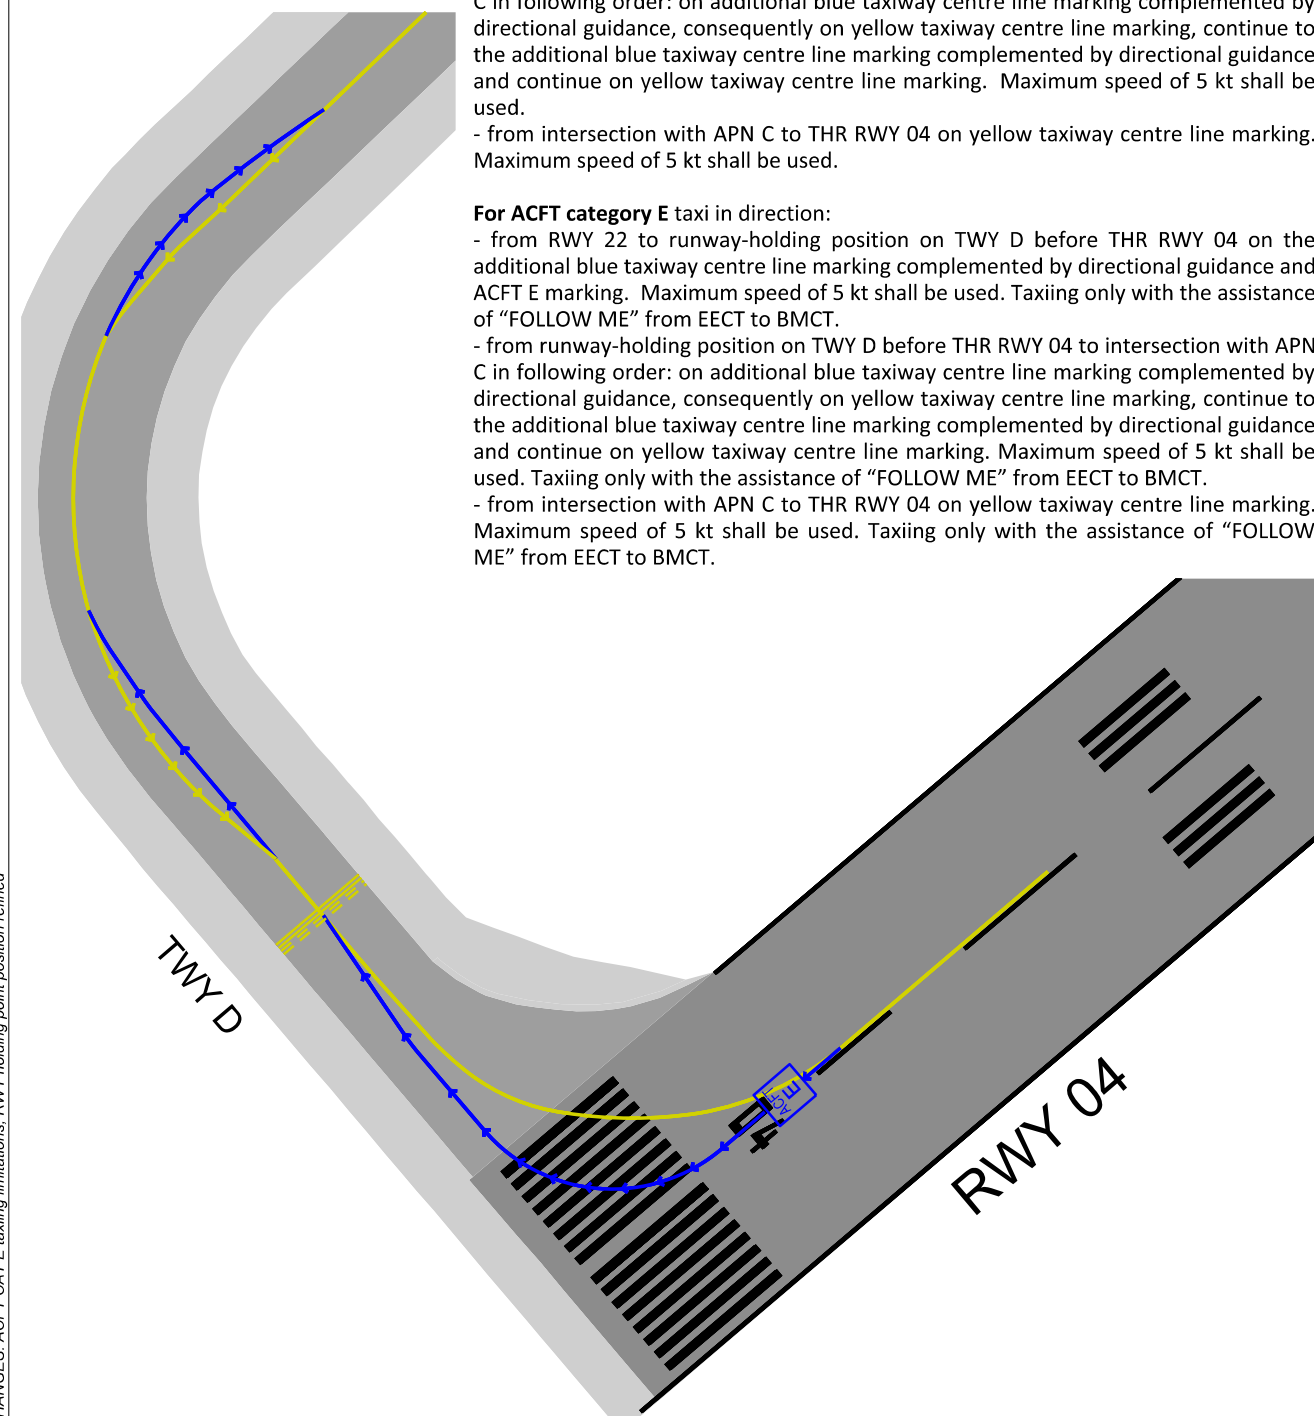 C in following order: on additional blue taxiway centre line marking complemented by
directional guidance, consequently on yellow taxiway centre line marking, continue to
the additional blue taxiway centre line marking complemented by directional guidance
and continue on yellow taxiway centre line marking. Maximum speed of 5 kt shall be
used.
- from intersection with APN C to THR RWY 04 on yellow taxiway centre line marking.
Maximum speed of 5 kt shall be used.
For ACFT category E taxi in direction:
- from RWY 22 to runway-holding position on TWY D before THR RWY 04 on the
additional blue taxiway centre line marking complemented by directional guidance and
ACFT E marking. Maximum speed of 5 kt shall be used. Taxiing only with the assistance
of “FOLLOW ME” from EECT to BMCT.
- from runway-holding position on TWY D before THR RWY 04 to intersection with APN
C in following order: on additional blue taxiway centre line marking complemented by
directional guidance, consequently on yellow taxiway centre line marking, continue to
the additional blue taxiway centre line marking complemented by directional guidance
and continue on yellow taxiway centre line marking. Maximum speed of 5 kt shall be
used. Taxiing only with the assistance of “FOLLOW ME” from EECT to BMCT.
- from intersection with APN C to THR RWY 04 on yellow taxiway centre line marking.
Maximum speed of 5 kt shall be used. Taxiing only with the assistance of “FOLLOW
ME” from EECT to BMCT.
TWY D
ACFT
E
RWY 04